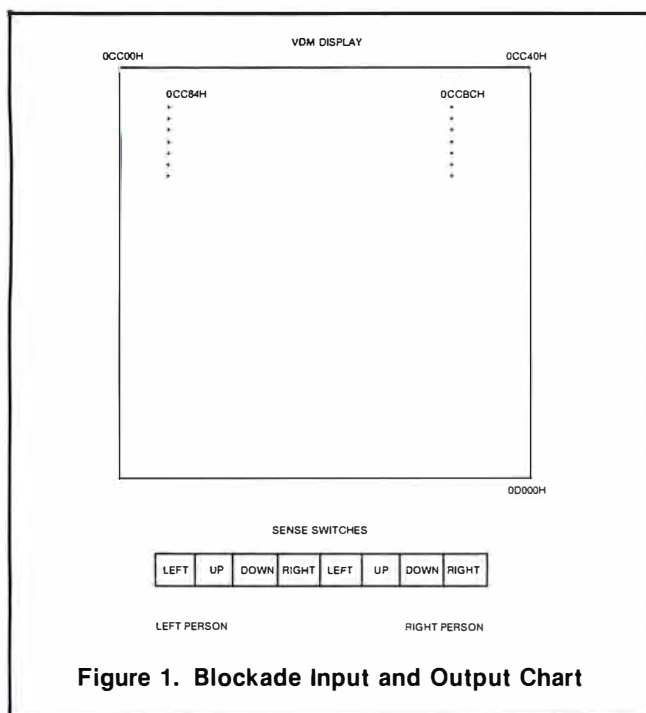 VDM DISPLAY
0CC00H 0CC40H
0CC84H 0CCBCH
+ *
+ *
+ *
+ *
+ *
+ *
+ *
0D000H
SENSE SWITCHES
LEFT UP DOWN RIGHT LEFT UP DOWN RIGHT
LEFT PERSON RIGHT PERSON
Figure 1. Blockade Input and Output Chart